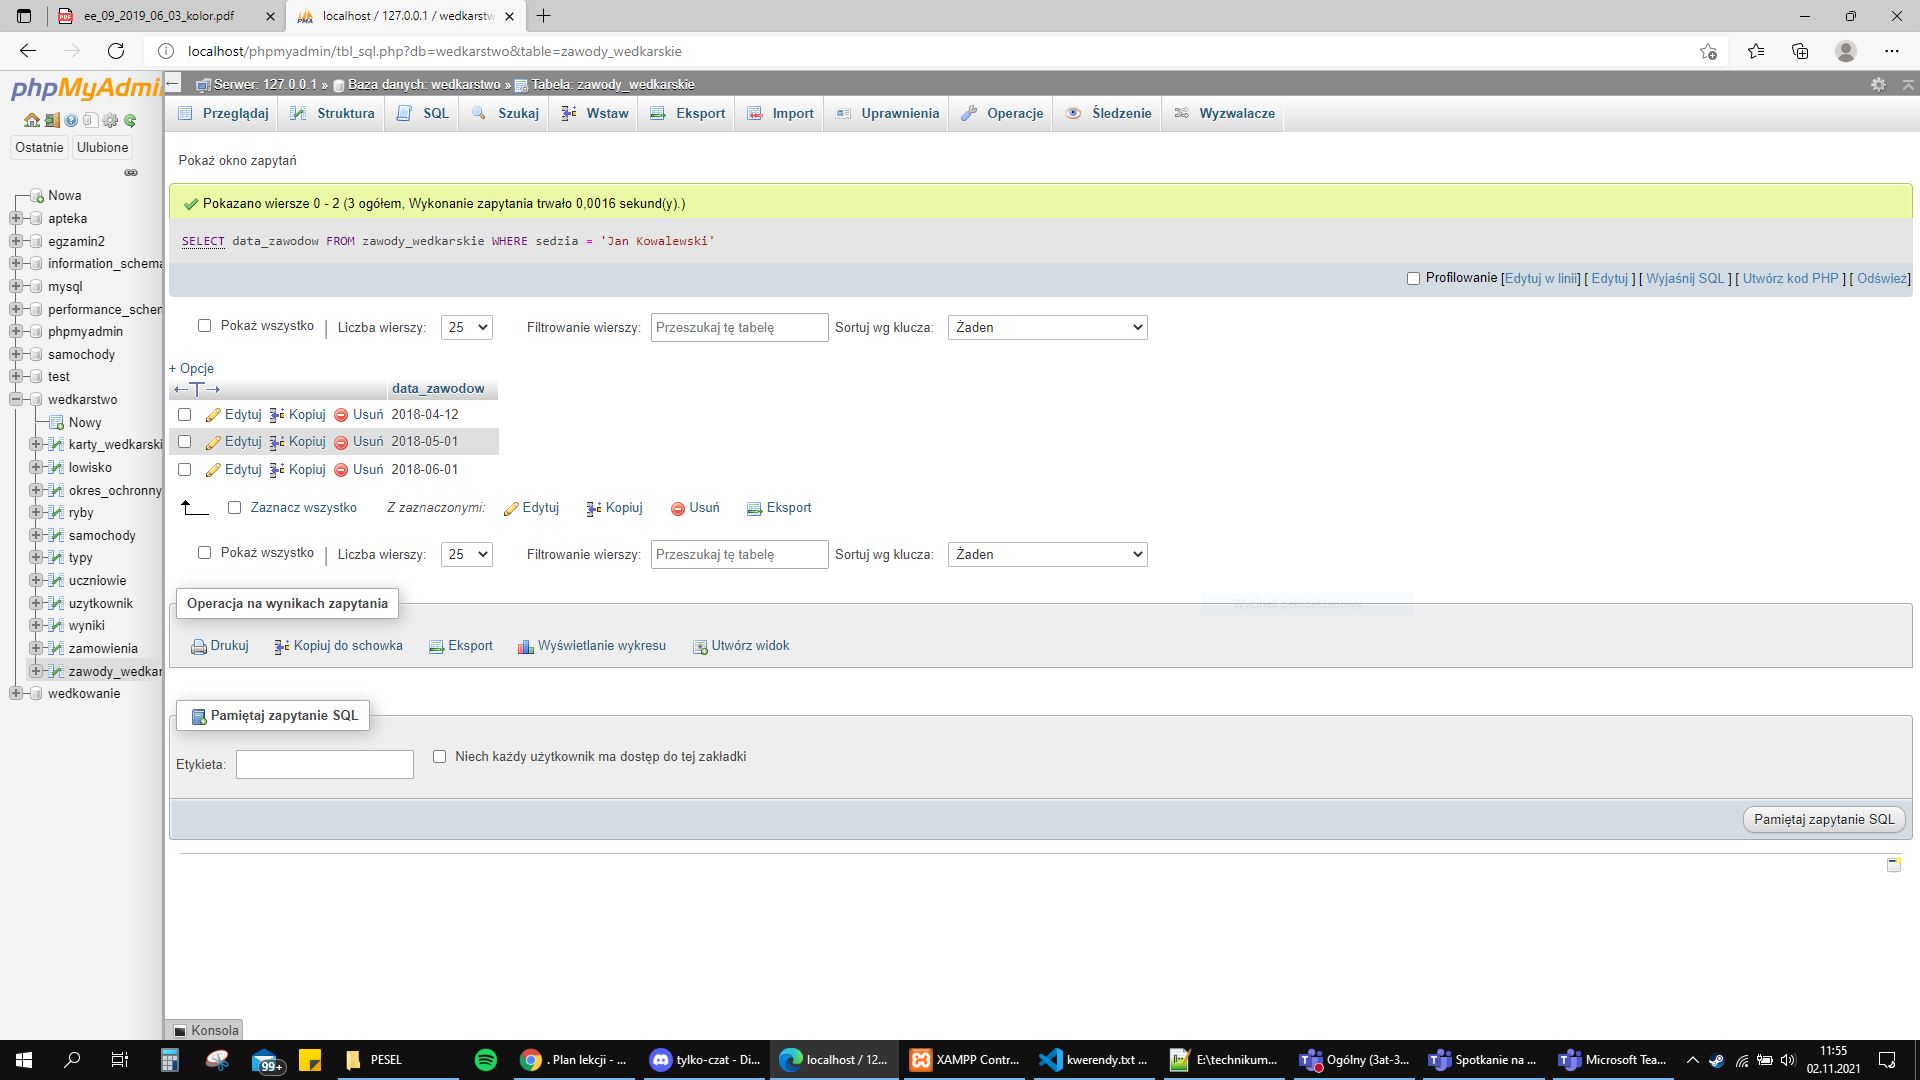 ee_09_2019_06_03_kolor.pdf
localhost / 127.0.0.1 / wedkarstw
localhost/phpmyadmin/tbl_sql.php?db=wedkarstwo&table=zawody_wedkarskie
phpMyAdmi
Serwer: 127.0.0.1 » Baza danych: wedkarstwo » Tabela: zawody_wedkarskie
Przeglądaj Struktura SQL Szukaj Wstaw Eksport Import Uprawnienia Operacje Śledzenie Wyzwalacze
Ostatnie Ulubione
Nowa
apteka
egzamin2
information_schema
mysql
performance_schem
phpmyadmin
samochody
test
wedkarstwo
Nowy
karty_wedkarski
lowisko
okres_ochronny
ryby
samochody
typy
uczniowie
uzytkownik
wyniki
zamowienia
zawody_wedkar
wedkowanie
Pokaż okno zapytań
Pokazano wiersze 0 - 2 (3 ogółem, Wykonanie zapytania trwało 0,0016 sekund(y).)
SELECT data_zawodow FROM zawody_wedkarskie WHERE sedzia = 'Jan Kowalewski'
Profilowanie [Edytuj w linii] [ Edytuj ] [ Wyjaśnij SQL ] [ Utwórz kod PHP ] [ Odśwież]
Pokaż wszystko | Liczba wierszy: 25 Filtrowanie wierszy: Przeszukaj tę tabelę Sortuj wg klucza: Żaden
+ Opcje
←T→ data_zawodow
Edytuj Kopiuj Usuń 2018-04-12
Edytuj Kopiuj Usuń 2018-05-01
Edytuj Kopiuj Usuń 2018-06-01
Zaznacz wszystko Z zaznaczonymi: Edytuj Kopiuj Usuń Eksport
Pokaż wszystko | Liczba wierszy: 25 Filtrowanie wierszy: Przeszukaj tę tabelę Sortuj wg klucza: Żaden
Operacja na wynikach zapytania
Wycinek pełnoekranowy
Drukuj Kopiuj do schowka Eksport Wyświetlanie wykresu Utwórz widok
Pamiętaj zapytanie SQL
Etykieta: Niech każdy użytkownik ma dostęp do tej zakładki
Pamiętaj zapytanie SQL
Konsola
99+ PESEL . Plan lekcji - ... tylko-czat - Di... localhost / 12... XAMPP Contr... kwerendy.txt ... E:\technikum... Ogólny (3at-3... Spotkanie na ... Microsoft Tea... 11:55
02.11.2021